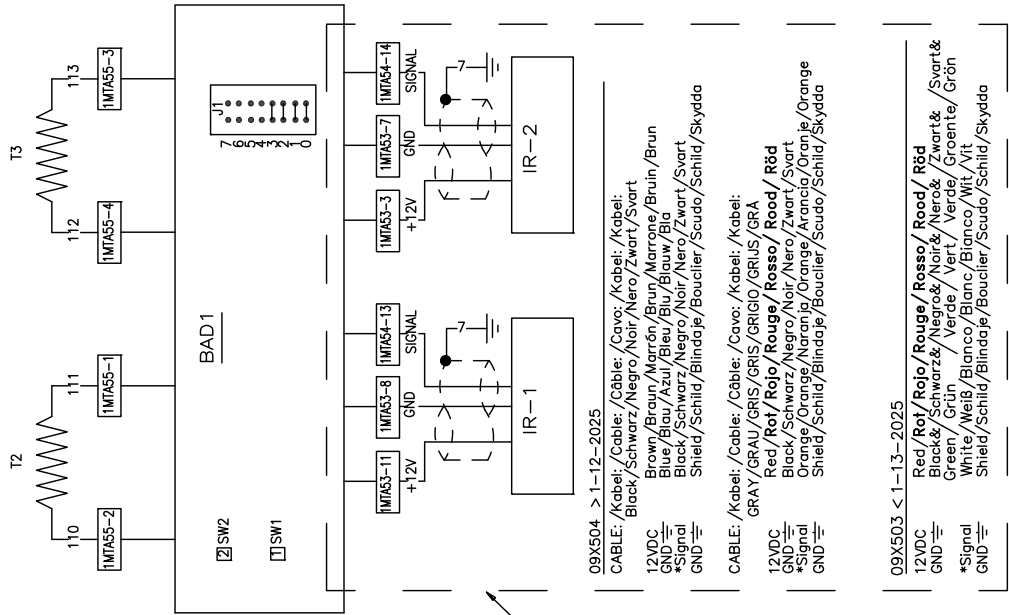 T2
T3
110
111
112
113
1MTA55-2
1MTA55-1
1MTA55-4
1MTA55-3
BAD1
2 SW2
1 SW1
J1
7
6
5
4
3
2
1
0
1MTA53-11
1MTA53-8
1MTA54-13
1MTA53-3
1MTA53-7
1MTA54-14
+12V
GND
SIGNAL
+12V
GND
SIGNAL
7
7
IR-1
IR-2
09X504 > 1-12-2025
CABLE: /Kabel: /Cable: /Câble: /Cavo: /Kabel: /Kabel:
Black/Schwarz/Negro/Noir/Nero/Zwart/Svart
12VDC Brown/Braun/Marrón/Brun/Marrone/Bruin/Brun
GND Blue/Blau/Azul/Bleu/Blu/Blauw/Bla
*Signal Black/Schwarz/Negro/Noir/Nero/Zwart/Svart
GND Shield/Schild/Blindaje/Bouclier/Scudo/Schild/Skydda
CABLE: /Kabel: /Cable: /Câble: /Cavo: /Kabel: /Kabel:
GRAY/GRAU/GRIS/GRIS/GRIGIO/GRIJS/GRÅ
12VDC Red/Rot/Rojo/Rouge/Rosso/Rood/Röd
GND Black/Schwarz/Negro/Noir/Nero/Zwart/Svart
*Signal Orange/Orange/Naranja/Orange/Arancia/Oranje/Orange
GND Shield/Schild/Blindaje/Bouclier/Scudo/Schild/Skydda
09X503 < 1-13-2025
12VDC Red/Rot/Rojo/Rouge/Rosso/Rood/Röd
GND Black&/Schwarz&/Negro&/Noir&/Nero&/Zwart&/Svart&
Green/Grün/Verde/Vert/Verde/Groente/Grön
*Signal White/Weiß/Blanco/Blanc/Bianco/Wit/Vit
GND Shield/Schild/Blindaje/Bouclier/Scudo/Schild/Skydda